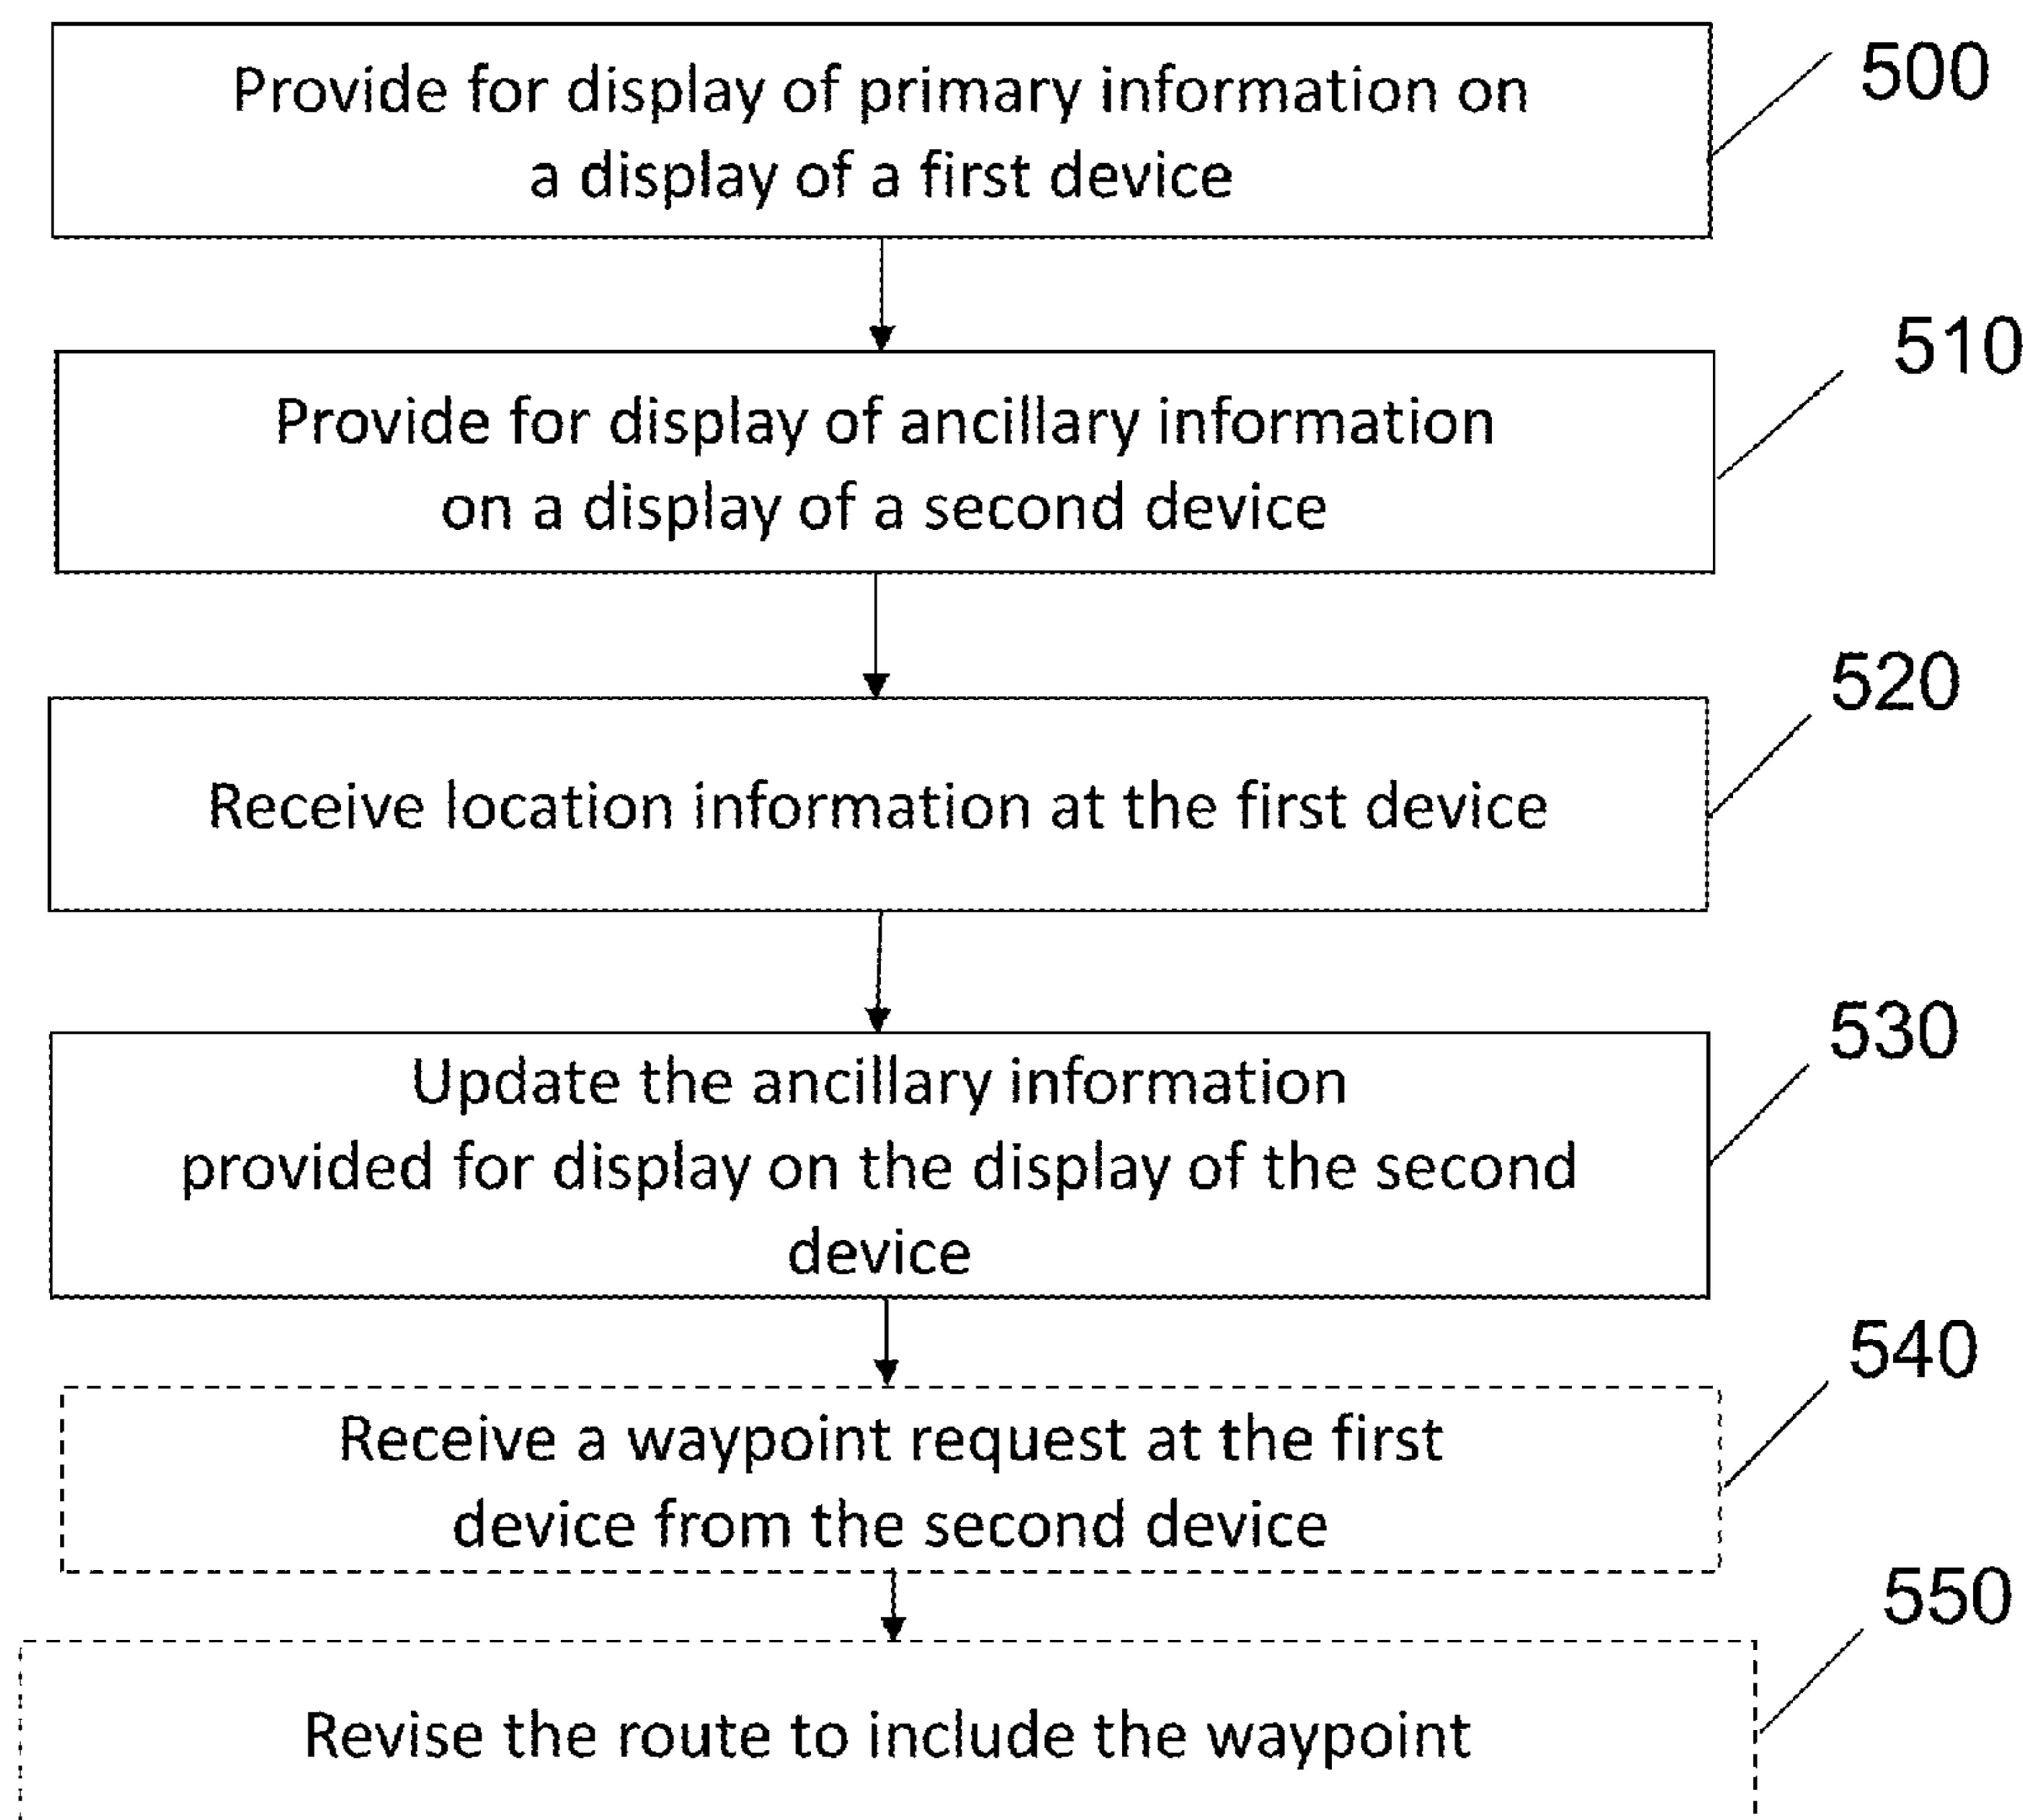 Provide for display of primary information on
a display of a first device
500
Provide for display of ancillary information
on a display of a second device
510
Receive location information at the first device
520
Update the ancillary information
provided for display on the display of the second
device
530
Receive a waypoint request at the first
device from the second device
540
Revise the route to include the waypoint
550